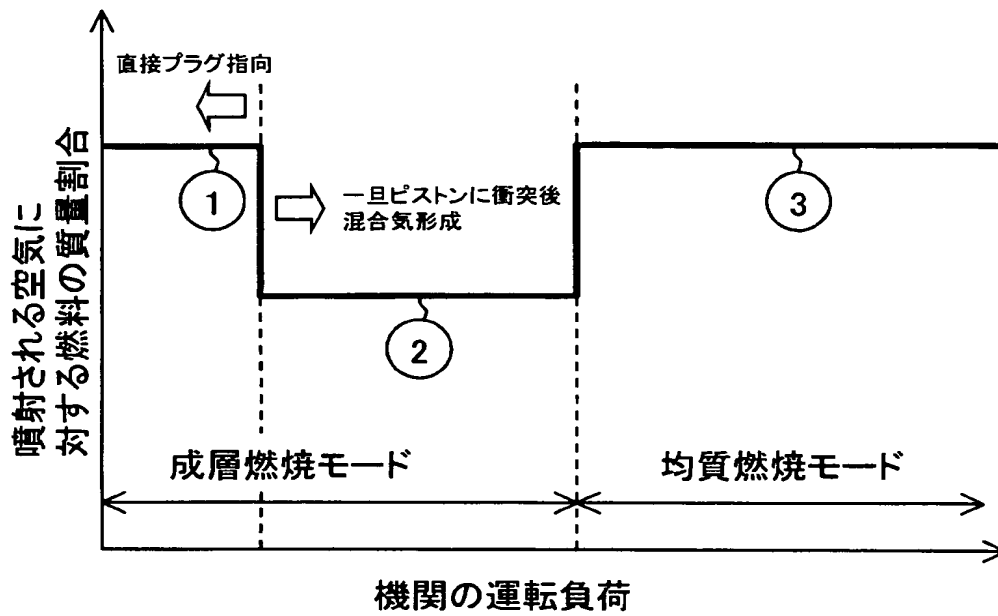 直接プラグ指向
①
一旦ピストンに衝突後
混合気形成
②
③
噴射される空気に
対する燃料の質量割合
成層燃焼モード
均質燃焼モード
機関の運転負荷